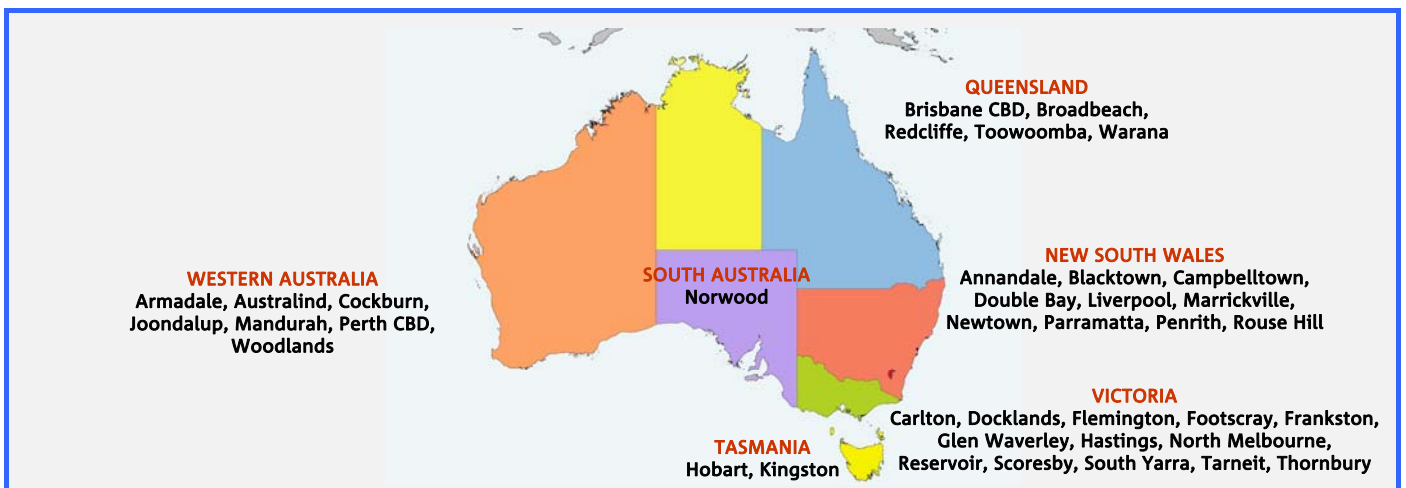 QUEENSLAND
Brisbane CBD, Broadbeach,
Redcliffe, Toowoomba, Warana
NEW SOUTH WALES
Annandale, Blacktown, Campbelltown,
Double Bay, Liverpool, Marrickville,
Newtown, Parramatta, Penrith, Rouse Hill
WESTERN AUSTRALIA
Armadale, Australind, Cockburn,
Joondalup, Mandurah, Perth CBD,
Woodlands
SOUTH AUSTRALIA
Norwood
VICTORIA
Carlton, Docklands, Flemington, Footscray, Frankston,
Glen Waverley, Hastings, North Melbourne,
Reservoir, Scoresby, South Yarra, Tarneit, Thornbury
TASMANIA
Hobart, Kingston